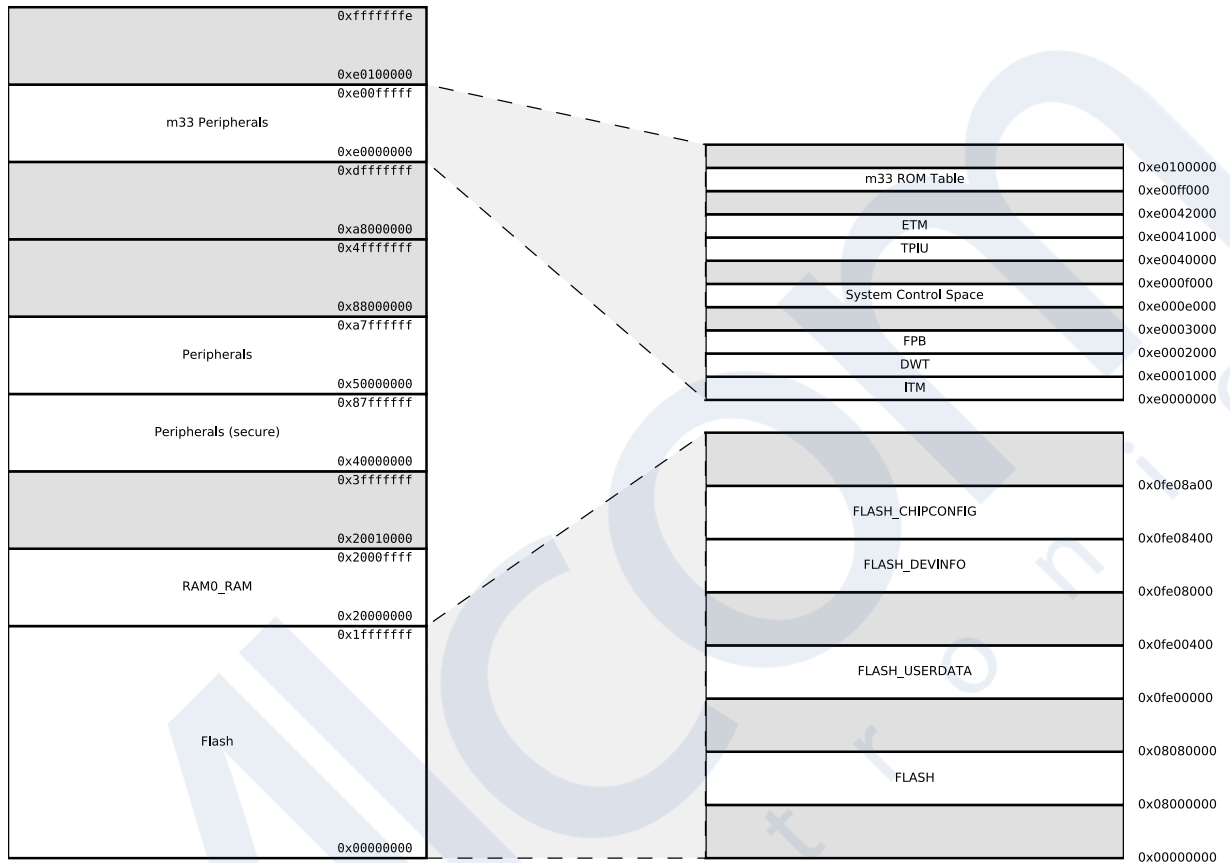 0xfffffffe
0xe0100000
0xe00fffff
m33 Peripherals
0xe0000000
0xdfffffff
0xa8000000
0x4fffffff
0x88000000
0xa7ffffff
Peripherals
0x50000000
0x87ffffff
Peripherals (secure)
0x40000000
0x3fffffff
0x20010000
0x2000ffff
RAM0_RAM
0x20000000
0x1fffffff
Flash
0x00000000
0xe0100000
m33 ROM Table
0xe00ff000
0xe0042000
ETM
0xe0041000
TPIU
0xe0040000
0xe000f000
System Control Space
0xe000e000
0xe0003000
FPB
0xe0002000
DWT
0xe0001000
ITM
0xe0000000
0x0fe08a00
FLASH_CHIPCONFIG
0x0fe08400
FLASH_DEVINFO
0x0fe08000
0x0fe00400
FLASH_USERDATA
0x0fe00000
0x08080000
FLASH
0x08000000
0x00000000